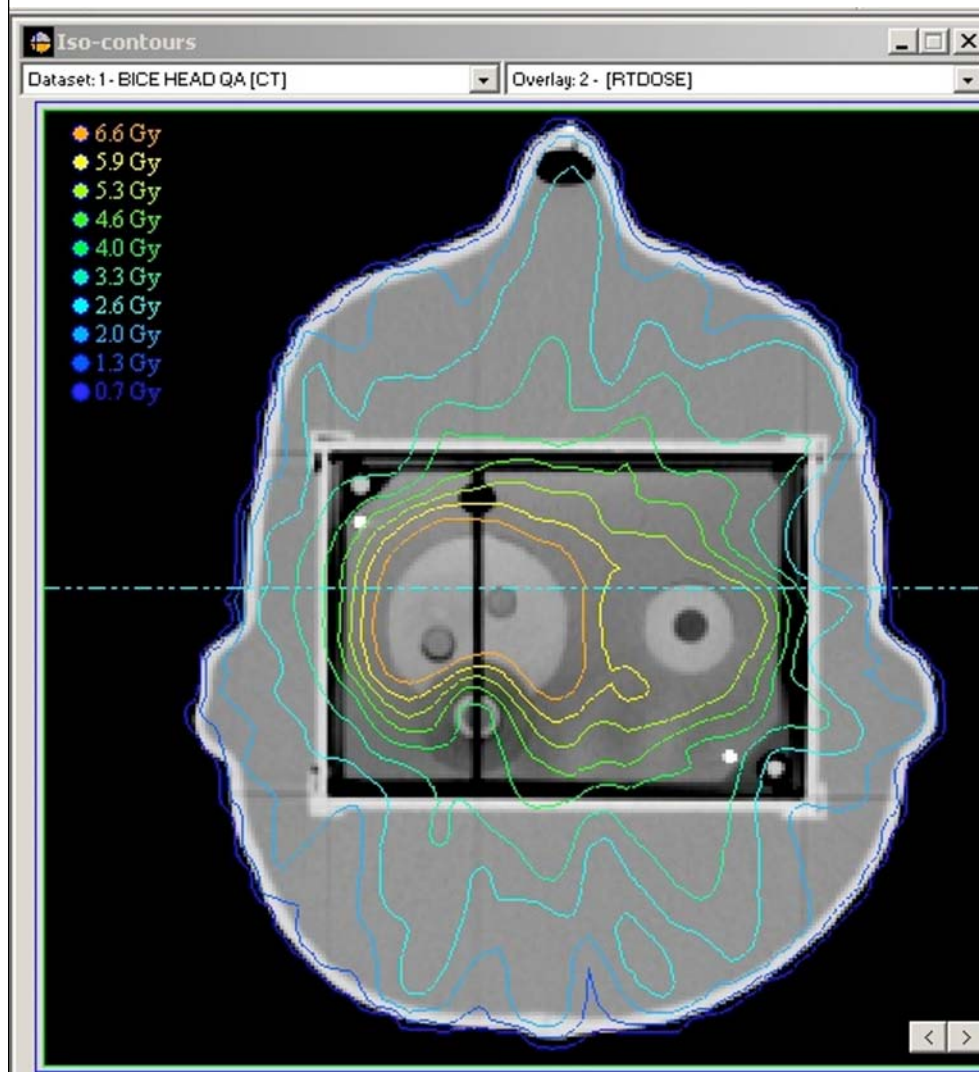 Iso-contours
Dataset: 1- BICE HEAD QA [CT] Overlay: 2 - [RTDOSE]
6.6 Gy
5.9 Gy
5.3 Gy
4.6 Gy
4.0 Gy
3.3 Gy
2.6 Gy
2.0 Gy
1.3 Gy
0.7 Gy